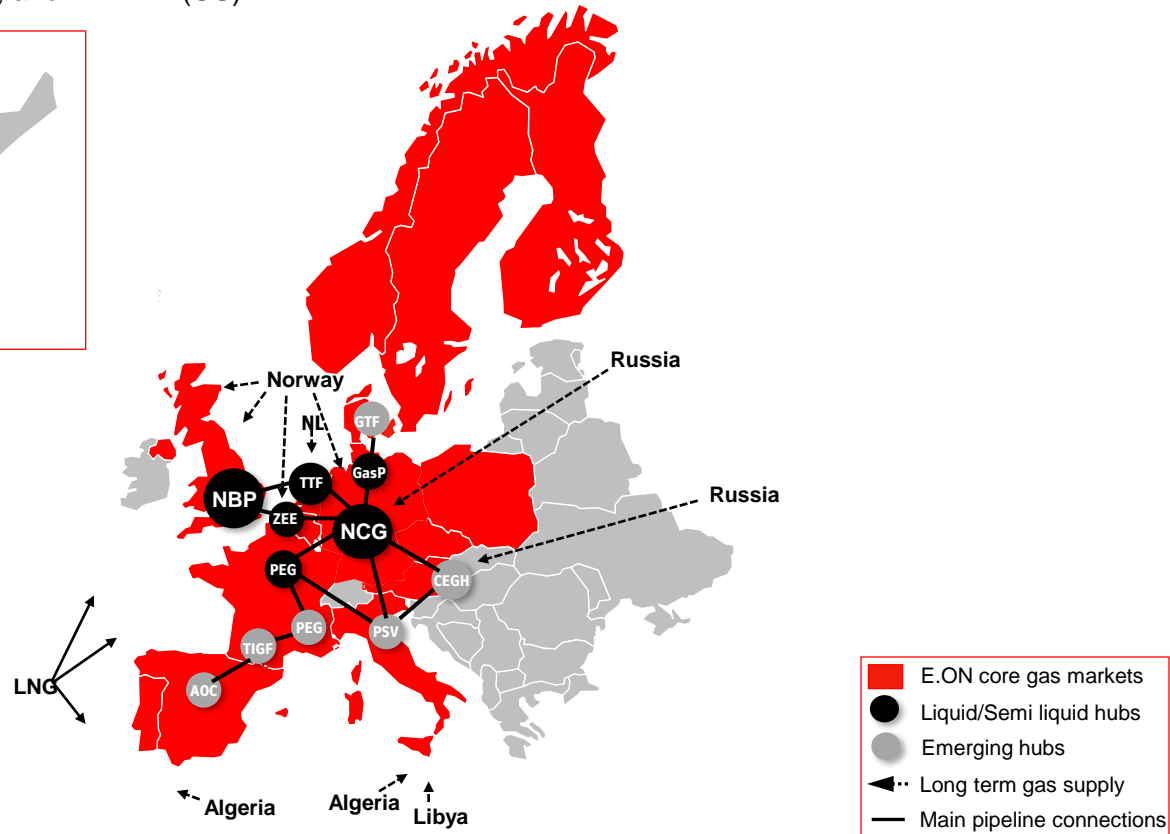 Russia
Norway
NL
GTF
GasP
TTF
NBP
Russia
ZEE
NCG
PEG
CEGH
PEG
PSV
TIGF
LNG
AOC
E.ON core gas markets
Liquid/Semi liquid hubs
Emerging hubs
Long term gas supply
Main pipeline connections
Algeria
Algeria
Libya